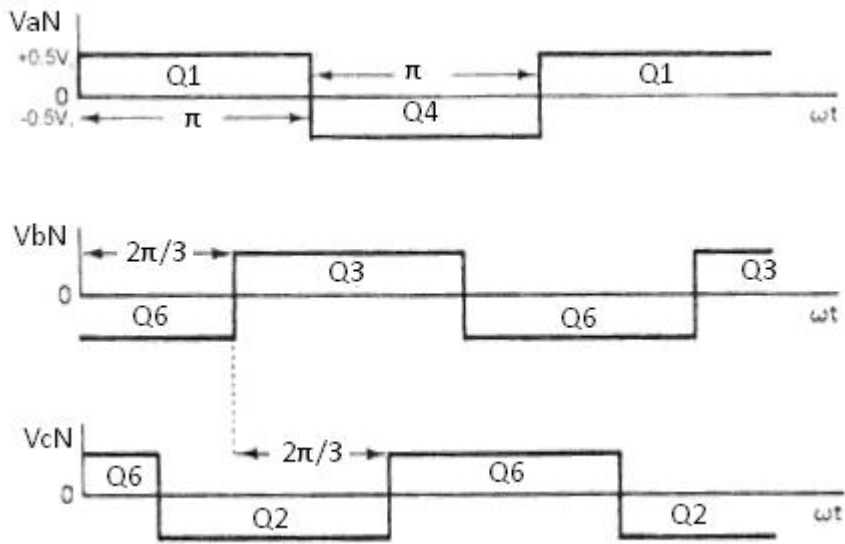 VaN
+0.5V,
Q1 π Q1
0
-0.5V, π Q4 ωt
VbN
2π/3 Q3 Q3
0
Q6 Q6 ωt
VcN
2π/3
Q6 Q6
0
Q2 Q2 ωt